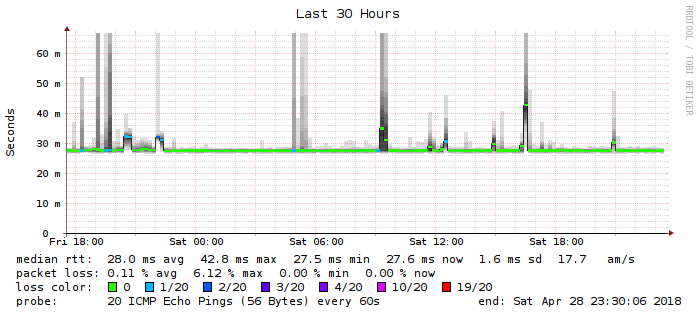 Last 30 Hours
RRDTOOL / TOBI OETIKER
Seconds
60 m
50 m
40 m
30 m
20 m
10 m
0
Fri 18:00 Sat 00:00 Sat 06:00 Sat 12:00 Sat 18:00
median rtt: 28.0 ms avg 42.8 ms max 27.5 ms min 27.6 ms now 1.6 ms sd 17.7 am/s
packet loss: 0.11 % avg 6.12 % max 0.00 % min 0.00 % now
loss color: 0 1/20 2/20 3/20 4/20 10/20 19/20
probe: 20 ICMP Echo Pings (56 Bytes) every 60s end: Sat Apr 28 23:30:06 2018